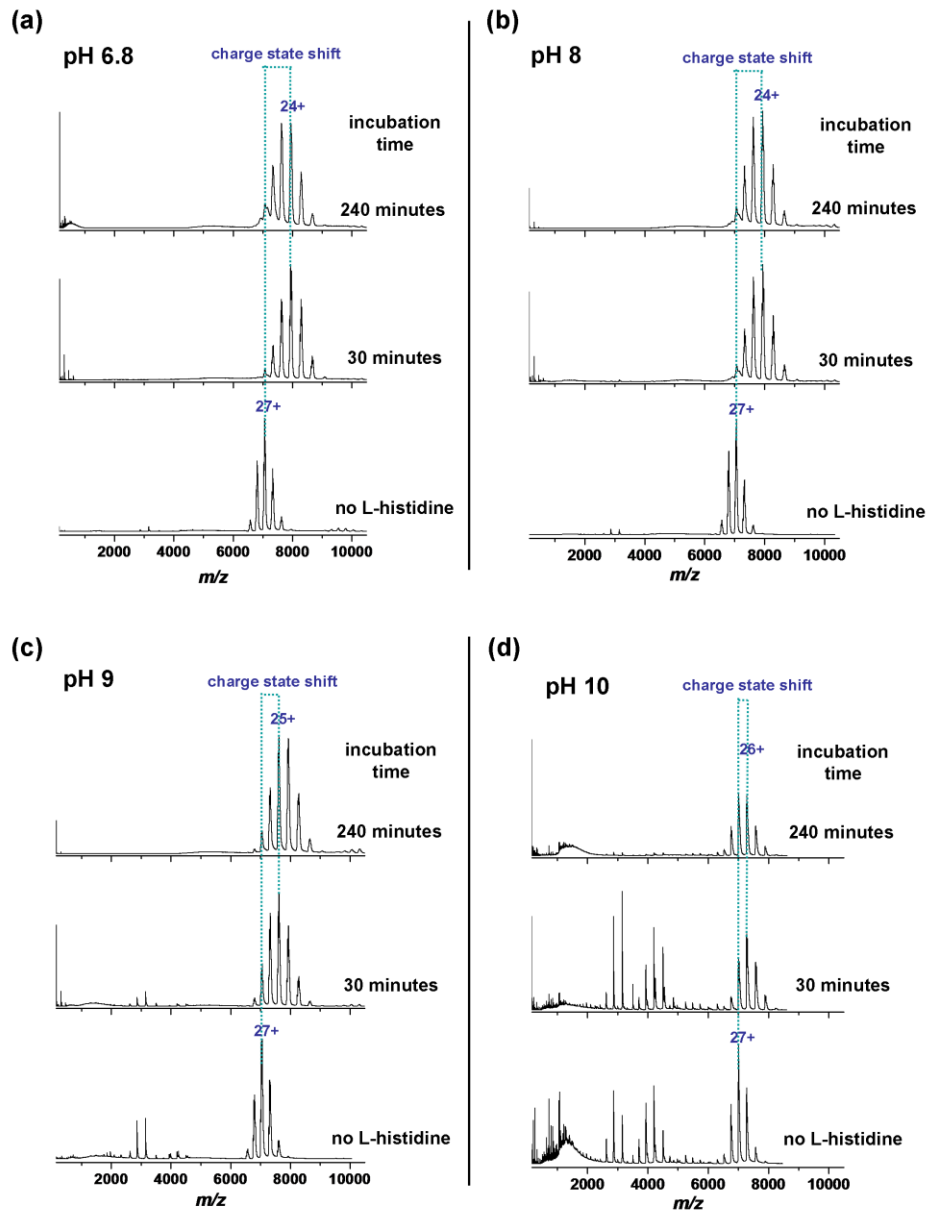 (a)
pH 6.8
charge state shift
24+
incubation
time
240 minutes
30 minutes
27+
no L-histidine
2000 4000 6000 8000 10000
m/z
(b)
pH 8
charge state shift
24+
incubation
time
240 minutes
30 minutes
27+
no L-histidine
2000 4000 6000 8000 10000
m/z
(c)
pH 9
charge state shift
25+
incubation
time
240 minutes
30 minutes
27+
no L-histidine
2000 4000 6000 8000 10000
m/z
(d)
pH 10
charge state shift
26+
incubation
time
240 minutes
30 minutes
27+
no L-histidine
2000 4000 6000 8000 10000
m/z